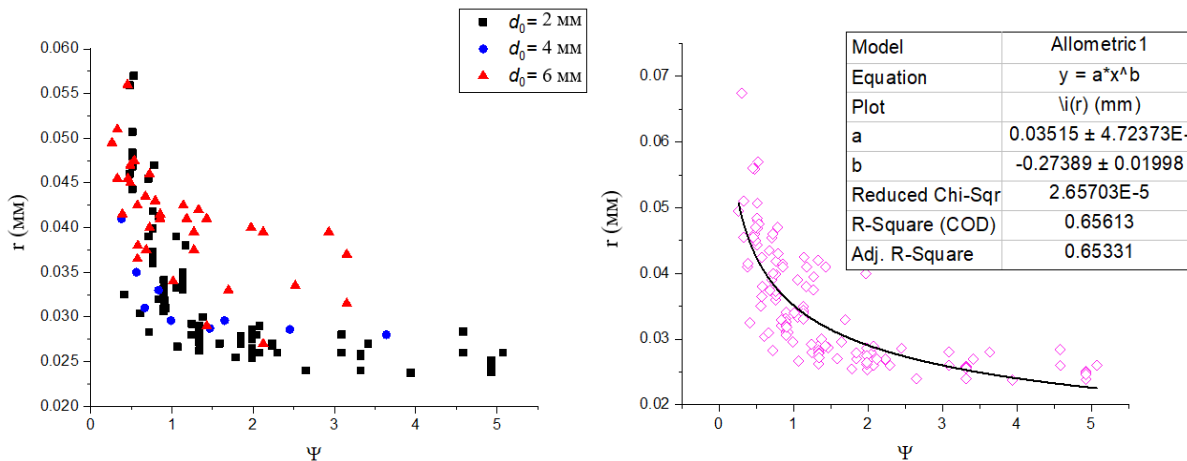 d₀= 2 мм
d₀= 4 мм
d₀= 6 мм
0.060
0.055
0.050
0.045
0.040
0.035
0.030
0.025
0.020
r (мм)
0 1 2 3 4 5
Ψ
Model Allometric1
Equation y = a*x^b
Plot \i(r) (mm)
a 0.03515 ± 4.72373E-
b -0.27389 ± 0.01998
Reduced Chi-Sqr 2.65703E-5
R-Square (COD) 0.65613
Adj. R-Square 0.65331
0.07
0.06
0.05
0.04
0.03
0.02
r (мм)
0 1 2 3 4 5
Ψ